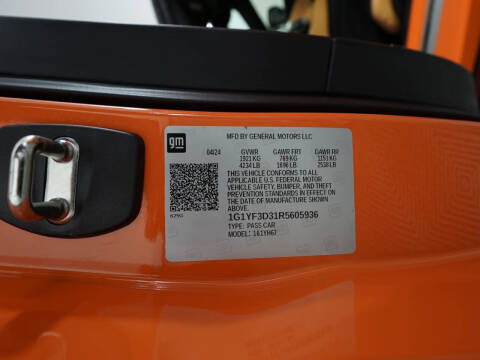 gm
MFD BY GENERAL MOTORS LLC
04/24 GVWR GAWR FRT GAWR RR
1921 KG 769 KG 1151 KG
4234 LB 1696 LB 2538 LB
THIS VEHICLE CONFORMS TO ALL
APPLICABLE U.S. FEDERAL MOTOR
VEHICLE SAFETY, BUMPER, AND THEFT
PREVENTION STANDARDS IN EFFECT ON
THE DATE OF MANUFACTURE SHOWN
ABOVE.
1G1YF3D31R5605936
TYPE: PASS CAR
MODEL: 161YH67